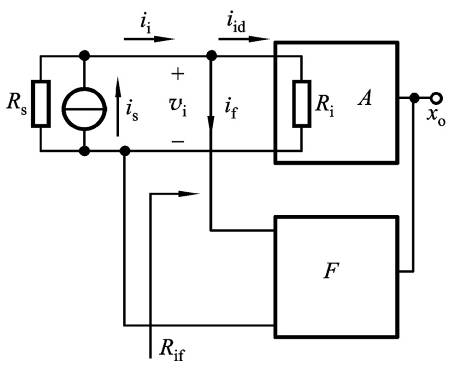 i_i i_id
R_s i_s + v_i − i_f R_i A x_o
F
R_if